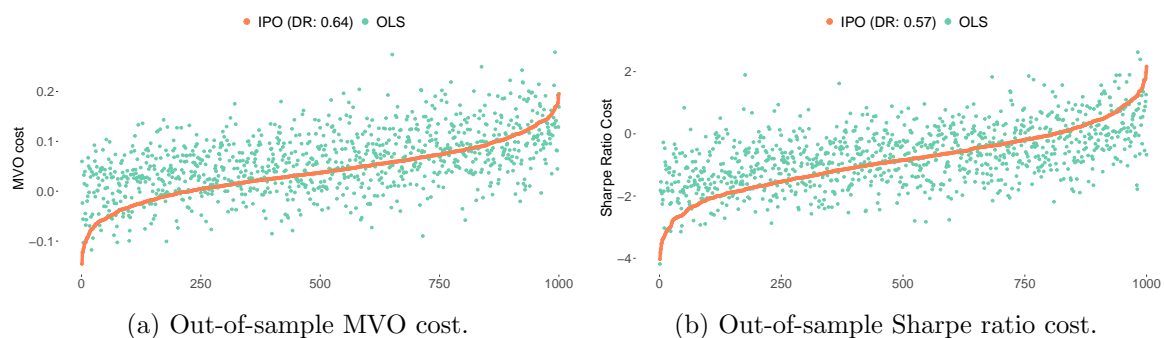 IPO (DR: 0.64) OLS
MVO cost
0.2
0.1
0.0
−0.1
0 250 500 750 1000
(a) Out-of-sample MVO cost.
IPO (DR: 0.57) OLS
Sharpe Ratio Cost
2
0
−2
−4
0 250 500 750 1000
(b) Out-of-sample Sharpe ratio cost.